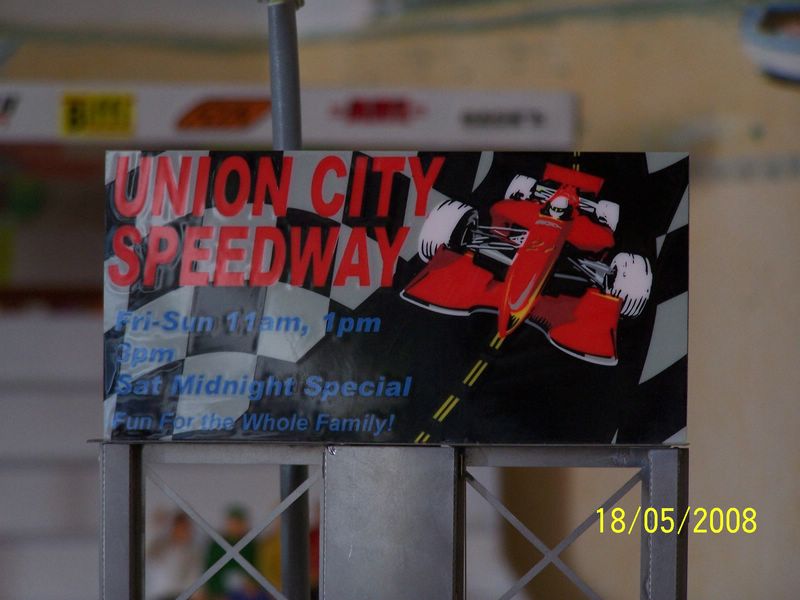 UNION CITY
SPEEDWAY
Fri-Sun 11am, 1pm
3pm
Sat Midnight Special
Fun For the Whole Family!
18/05/2008